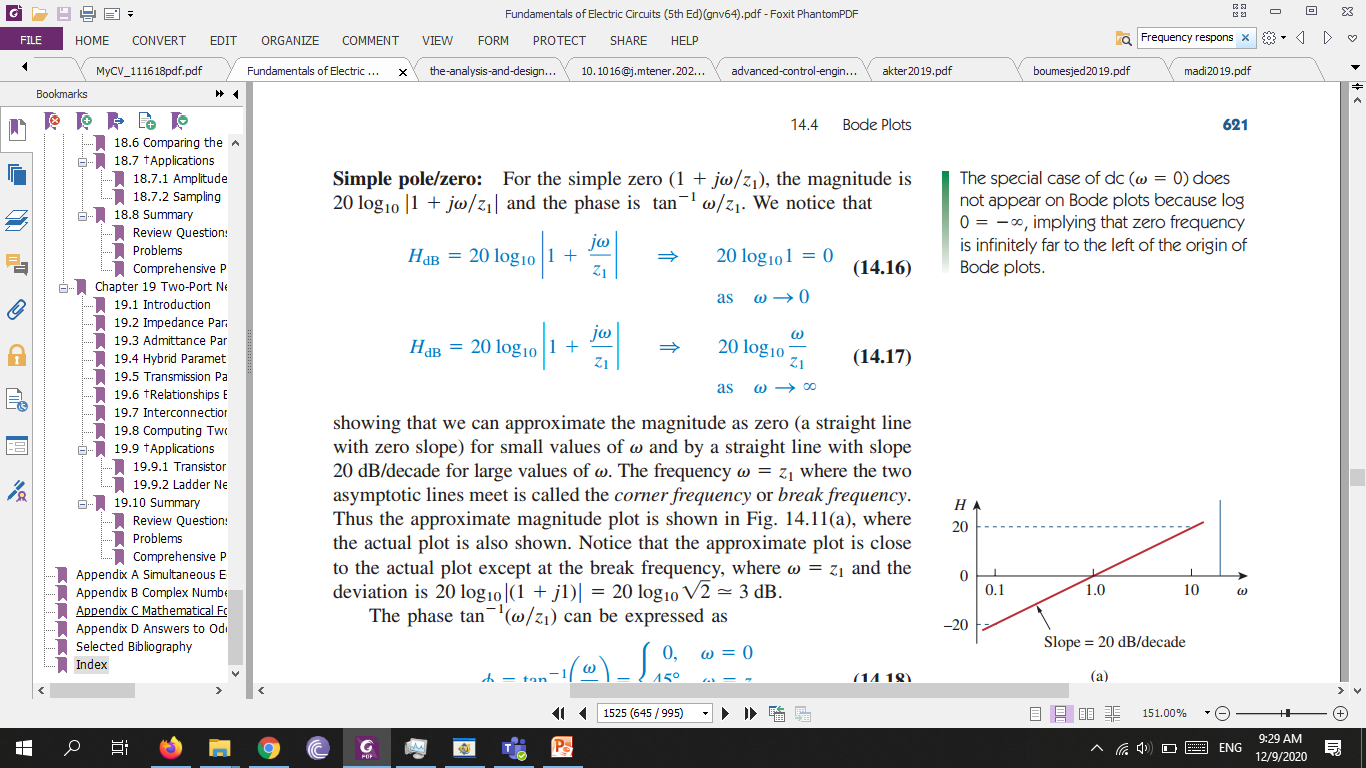 Fundamentals of Electric Circuits (5th Ed)(gnv64).pdf - Foxit PhantomPDF
FILE HOME CONVERT EDIT ORGANIZE COMMENT VIEW FORM PROTECT SHARE HELP
Frequency respons
MyCV_111618pdf.pdf
Fundamentals of Electric ...
the-analysis-and-design...
10.1016@j.mtener.202...
advanced-control-engin...
akter2019.pdf
boumesjed2019.pdf
madi2019.pdf
Bookmarks
18.6 Comparing the
18.7 †Applications
18.7.1 Amplitude
18.7.2 Sampling
18.8 Summary
Review Questions
Problems
Comprehensive P
Chapter 19 Two-Port Ne
19.1 Introduction
19.2 Impedance Para
19.3 Admittance Par
19.4 Hybrid Paramet
19.5 Transmission Pa
19.6 †Relationships B
19.7 Interconnection
19.8 Computing Two
19.9 †Applications
19.9.1 Transistor
19.9.2 Ladder Ne
19.10 Summary
Review Questions
Problems
Comprehensive P
Appendix A Simultaneous E
Appendix B Complex Numbe
Appendix C Mathematical Fo
Appendix D Answers to Od
Selected Bibliography
Index
14.4 Bode Plots 621
Simple pole/zero: For the simple zero (1 + jω/z₁), the magnitude is
20 log₁₀ |1 + jω/z₁| and the phase is tan⁻¹ ω/z₁. We notice that
H_dB = 20 log₁₀ |1 + jω/z₁| ⇒ 20 log₁₀ 1 = 0 (14.16)
as ω → 0
H_dB = 20 log₁₀ |1 + jω/z₁| ⇒ 20 log₁₀ ω/z₁ (14.17)
as ω → ∞
showing that we can approximate the magnitude as zero (a straight line
with zero slope) for small values of ω and by a straight line with slope
20 dB/decade for large values of ω. The frequency ω = z₁ where the two
asymptotic lines meet is called the corner frequency or break frequency.
Thus the approximate magnitude plot is shown in Fig. 14.11(a), where
the actual plot is also shown. Notice that the approximate plot is close
to the actual plot except at the break frequency, where ω = z₁ and the
deviation is 20 log₁₀|(1 + j1)| = 20 log₁₀ √2 ≃ 3 dB.
The phase tan⁻¹(ω/z₁) can be expressed as
0, ω = 0
The special case of dc (ω = 0) does
not appear on Bode plots because log
0 = −∞, implying that zero frequency
is infinitely far to the left of the origin of
Bode plots.
H
20
0
0.1 1.0 10 ω
−20
Slope = 20 dB/decade
(a)
1525 (645 / 995)
151.00%
ENG
9:29 AM
12/9/2020